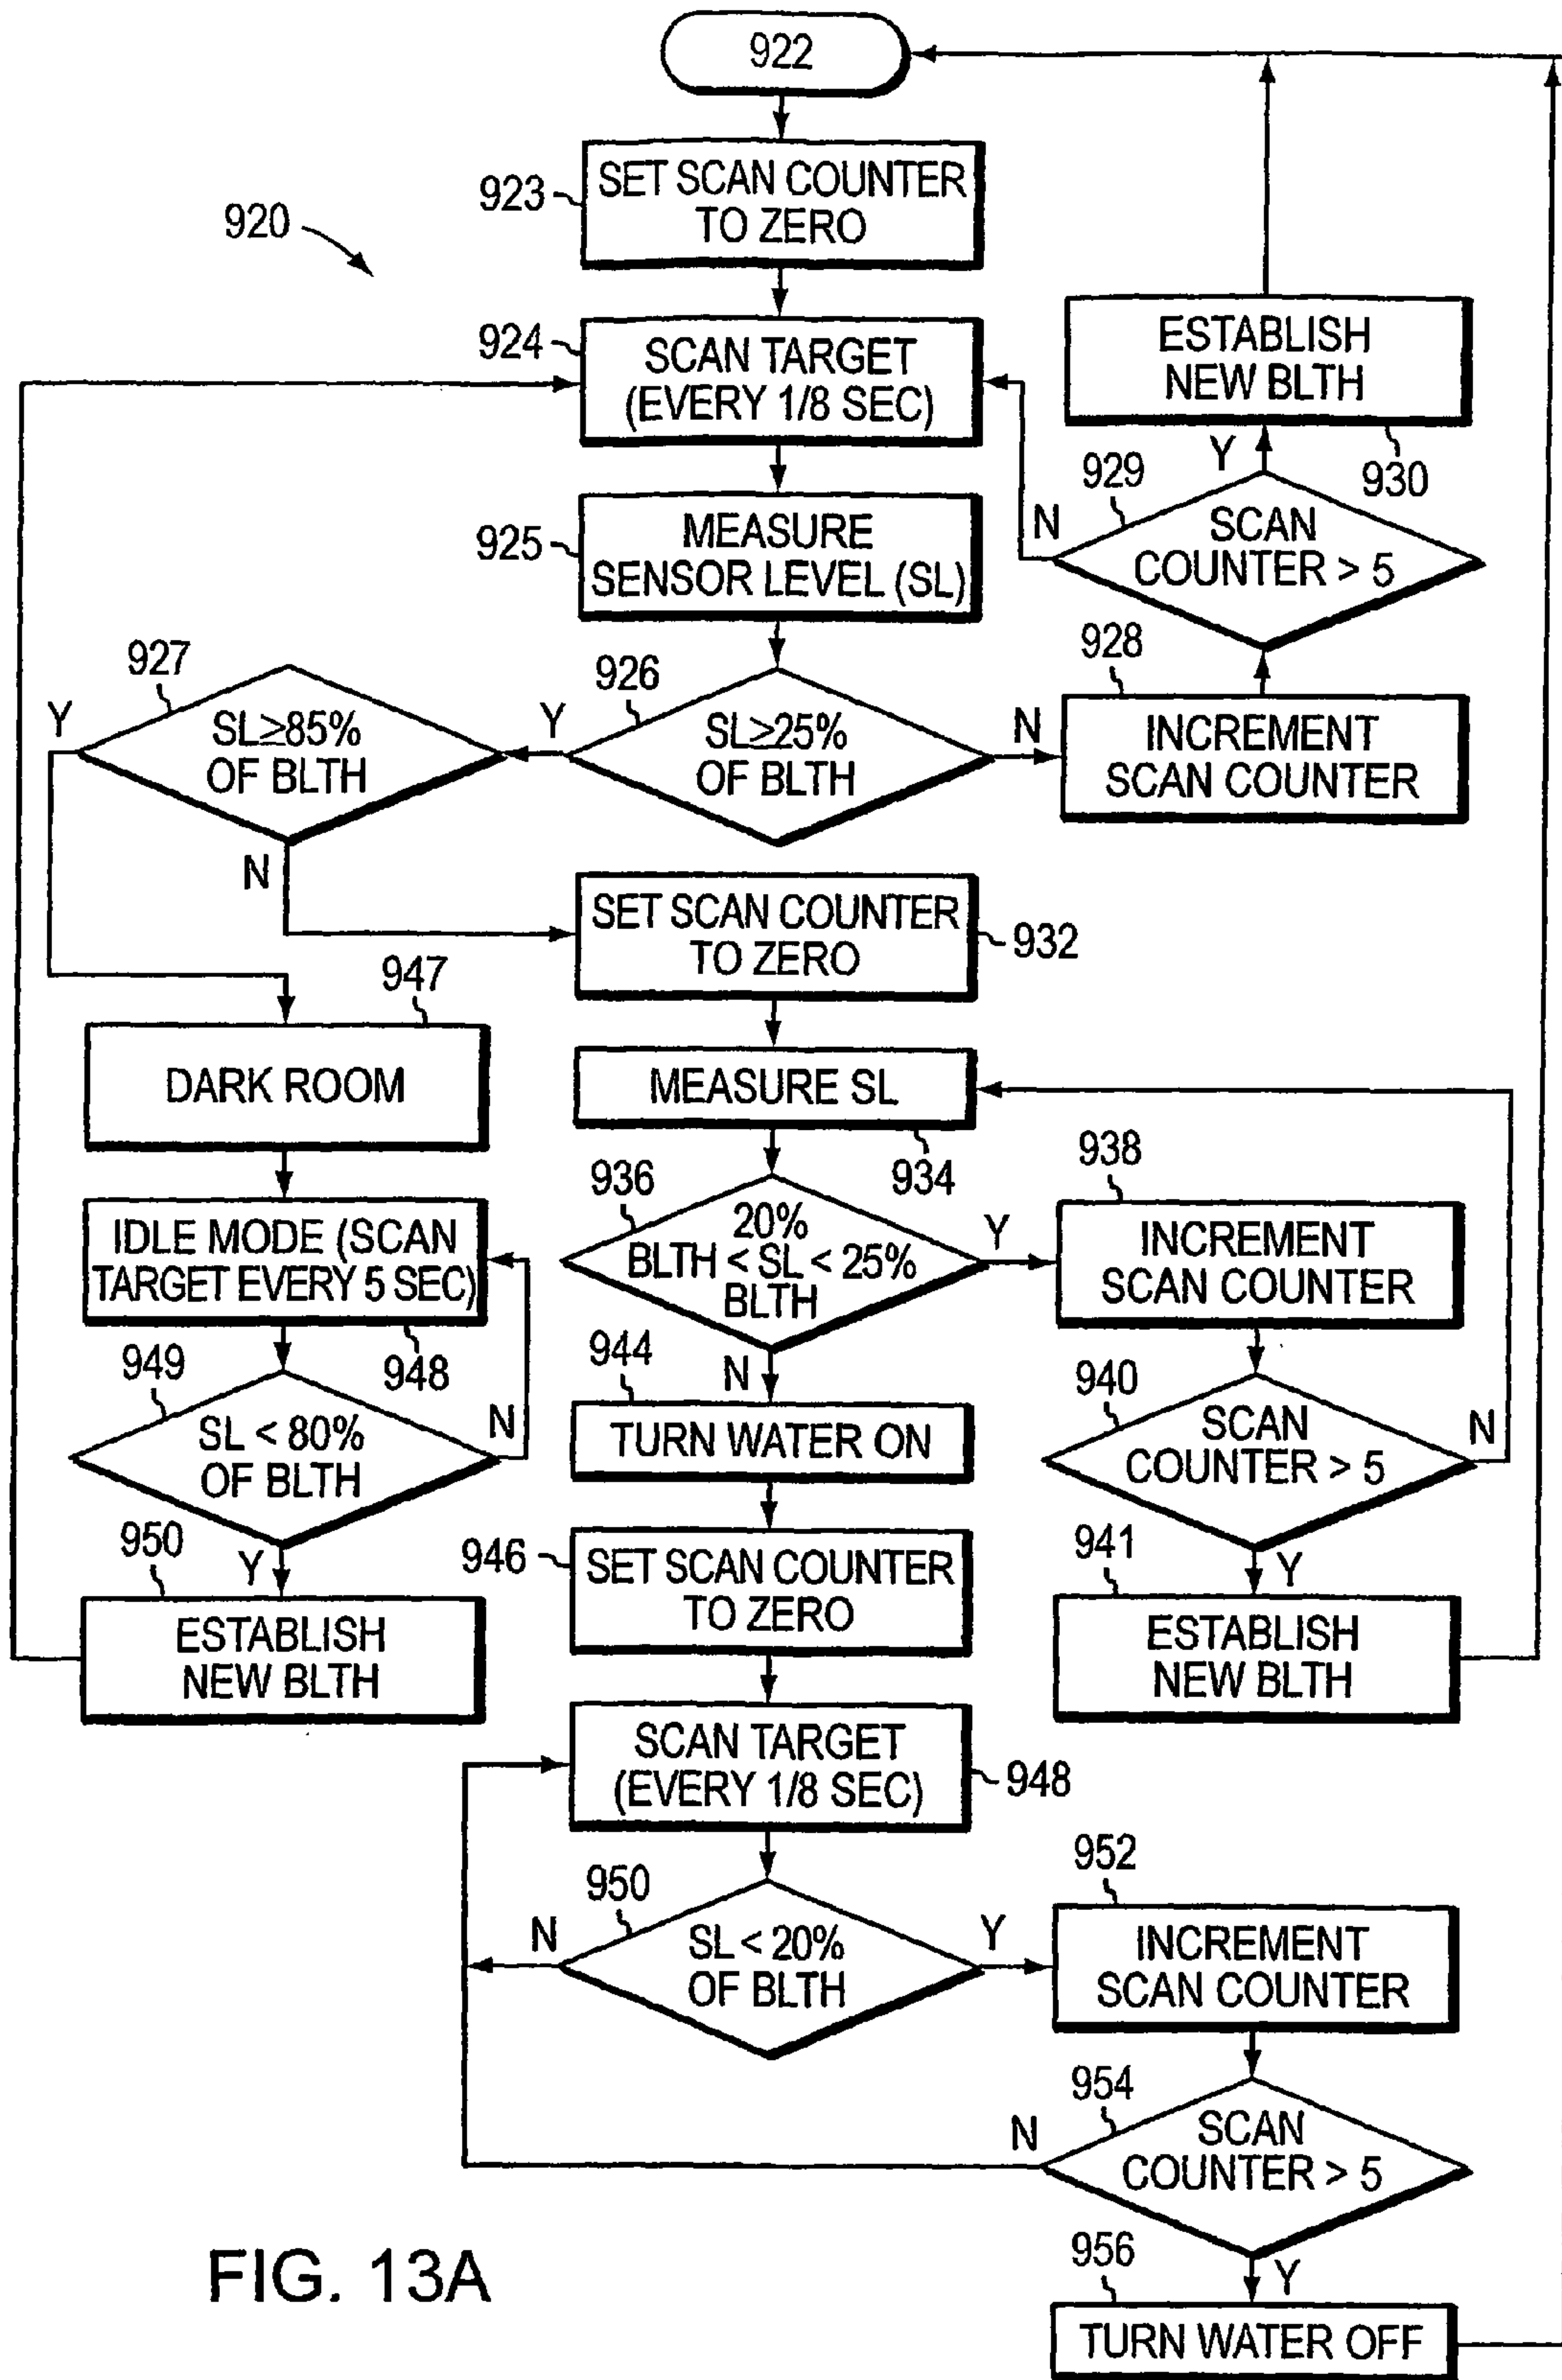 922
923
SET SCAN COUNTER
TO ZERO
920
924
SCAN TARGET
(EVERY 1/8 SEC)
ESTABLISH
NEW BLTH
930
Y
929
SCAN
COUNTER > 5
N
925
MEASURE
SENSOR LEVEL (SL)
928
INCREMENT
SCAN COUNTER
927
Y
SL≥85%
OF BLTH
Y
926
SL≥25%
OF BLTH
N
N
SET SCAN COUNTER
TO ZERO
932
947
DARK ROOM
MEASURE SL
934
IDLE MODE (SCAN
TARGET EVERY 5 SEC)
948
936
20%
BLTH < SL < 25%
BLTH
Y
938
INCREMENT
SCAN COUNTER
949
SL < 80%
OF BLTH
N
944
N
TURN WATER ON
940
SCAN
COUNTER > 5
N
950
Y
ESTABLISH
NEW BLTH
946
SET SCAN COUNTER
TO ZERO
941
Y
ESTABLISH
NEW BLTH
SCAN TARGET
(EVERY 1/8 SEC)
948
950
N
SL < 20%
OF BLTH
Y
952
INCREMENT
SCAN COUNTER
954
N
SCAN
COUNTER > 5
956
Y
TURN WATER OFF
FIG. 13A